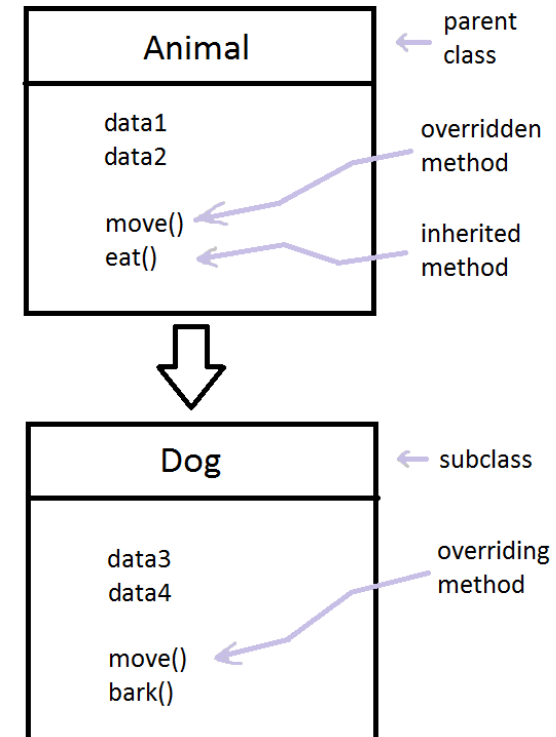 Animal
parent
class
data1
data2
overridden
method
move()
eat()
inherited
method
Dog
subclass
data3
data4
overriding
method
move()
bark()